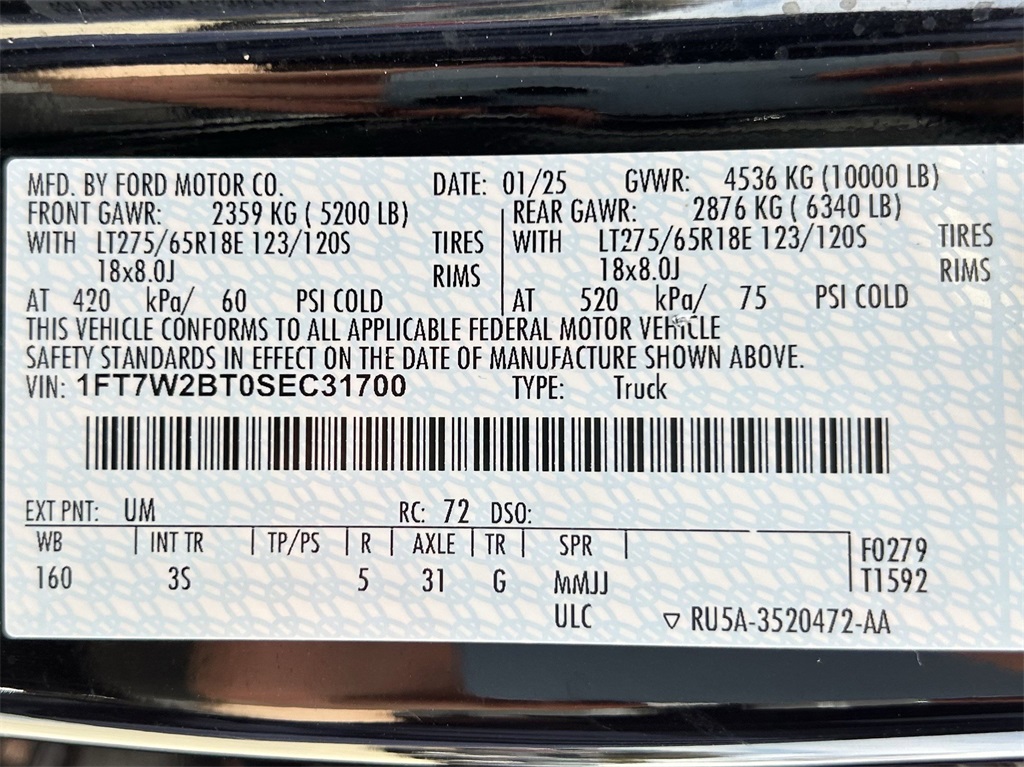 MFD. BY FORD MOTOR CO. DATE: 01/25 GVWR: 4536 KG (10000 LB)
FRONT GAWR: 2359 KG ( 5200 LB) REAR GAWR: 2876 KG ( 6340 LB)
WITH LT275/65R18E 123/120S TIRES WITH LT275/65R18E 123/120S TIRES
18x8.0J RIMS 18x8.0J RIMS
AT 420 kPa/ 60 PSI COLD AT 520 kPa/ 75 PSI COLD
THIS VEHICLE CONFORMS TO ALL APPLICABLE FEDERAL MOTOR VEHICLE
SAFETY STANDARDS IN EFFECT ON THE DATE OF MANUFACTURE SHOWN ABOVE.
VIN: 1FT7W2BT0SEC31700 TYPE: Truck
EXT PNT: UM RC: 72 DSO:
WB INT TR TP/PS R AXLE TR SPR F0279
160 3S 5 31 G MMJJ T1592
ULC ▽ RU5A-3520472-AA